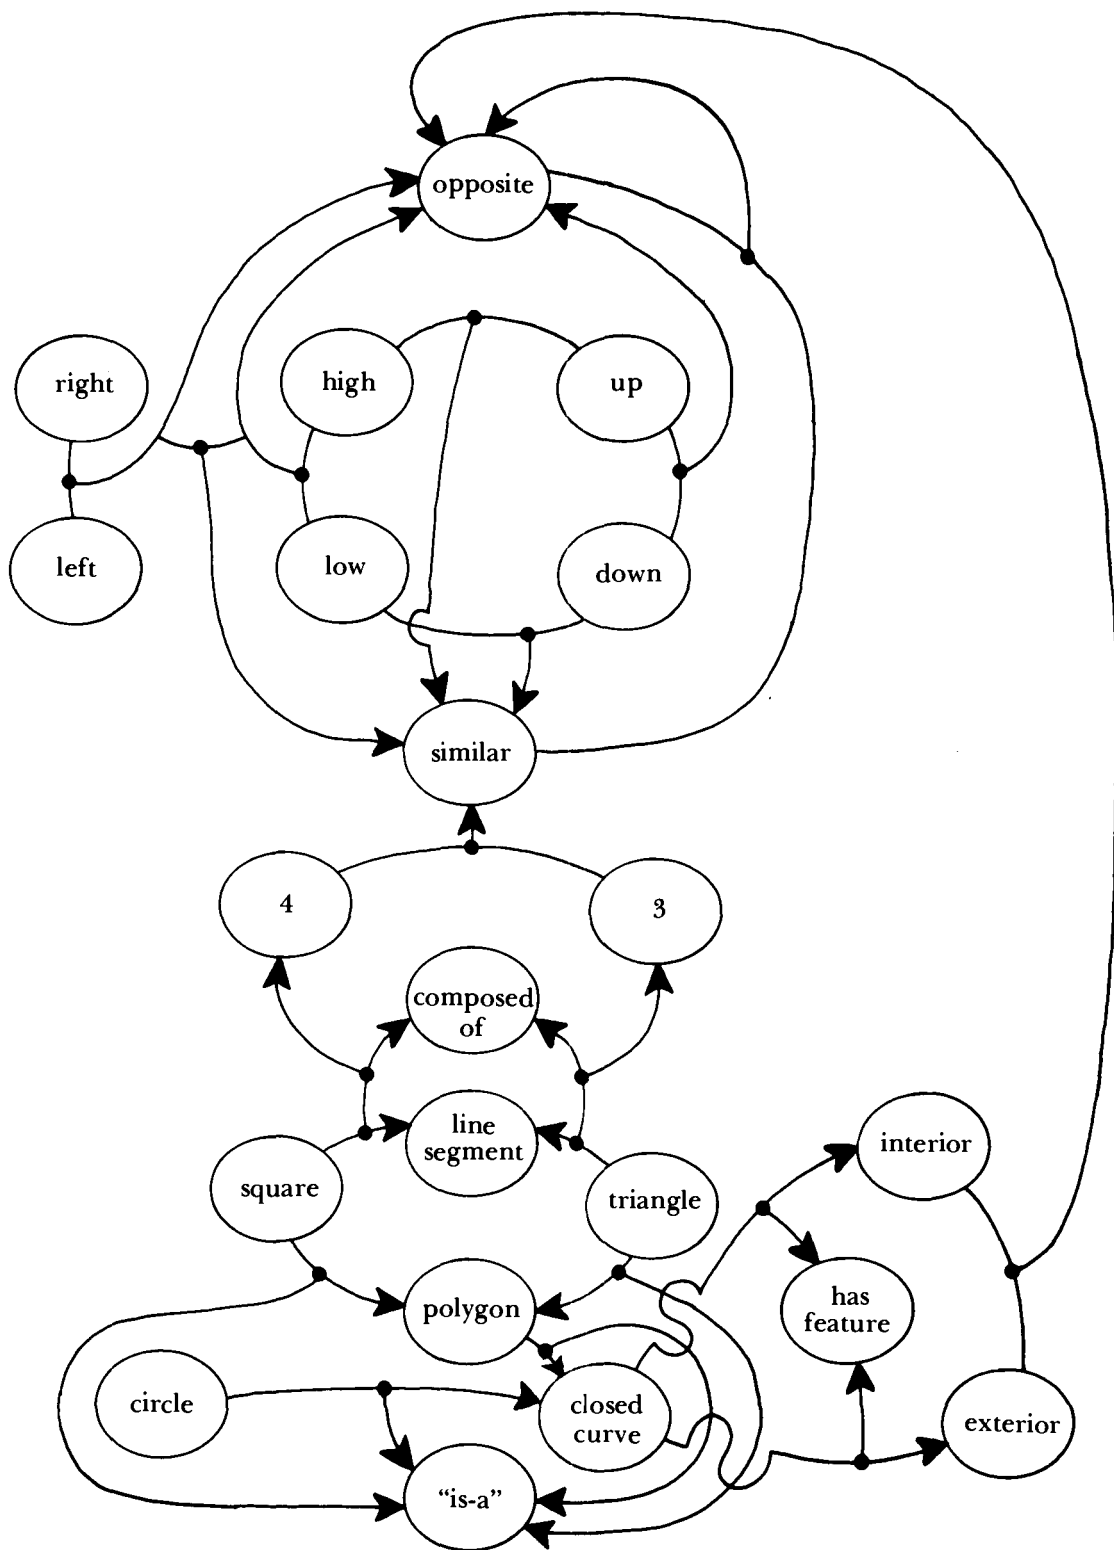 opposite
right
high
up
left
low
down
similar
4
3
composed
of
line
segment
interior
square
triangle
has
feature
polygon
circle
closed
curve
exterior
“is-a”